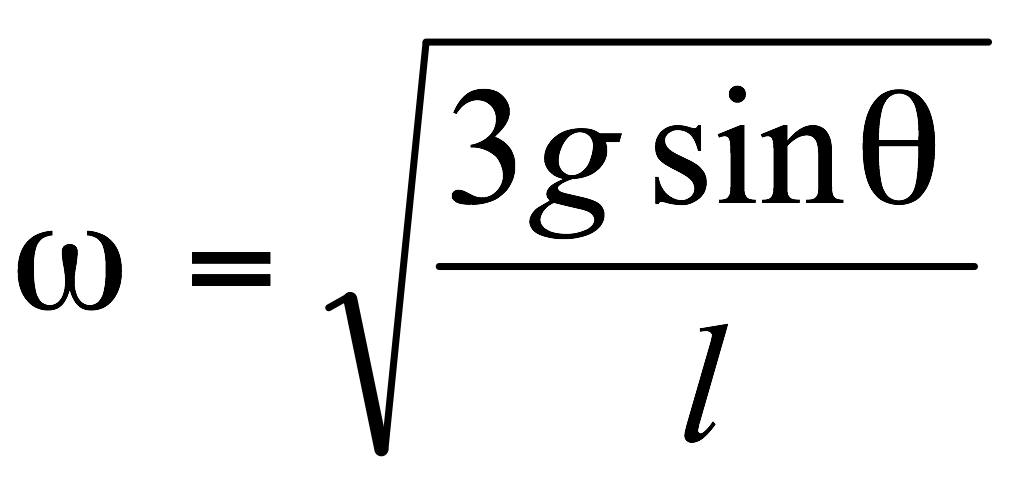 ω = √(3g sinθ / l)